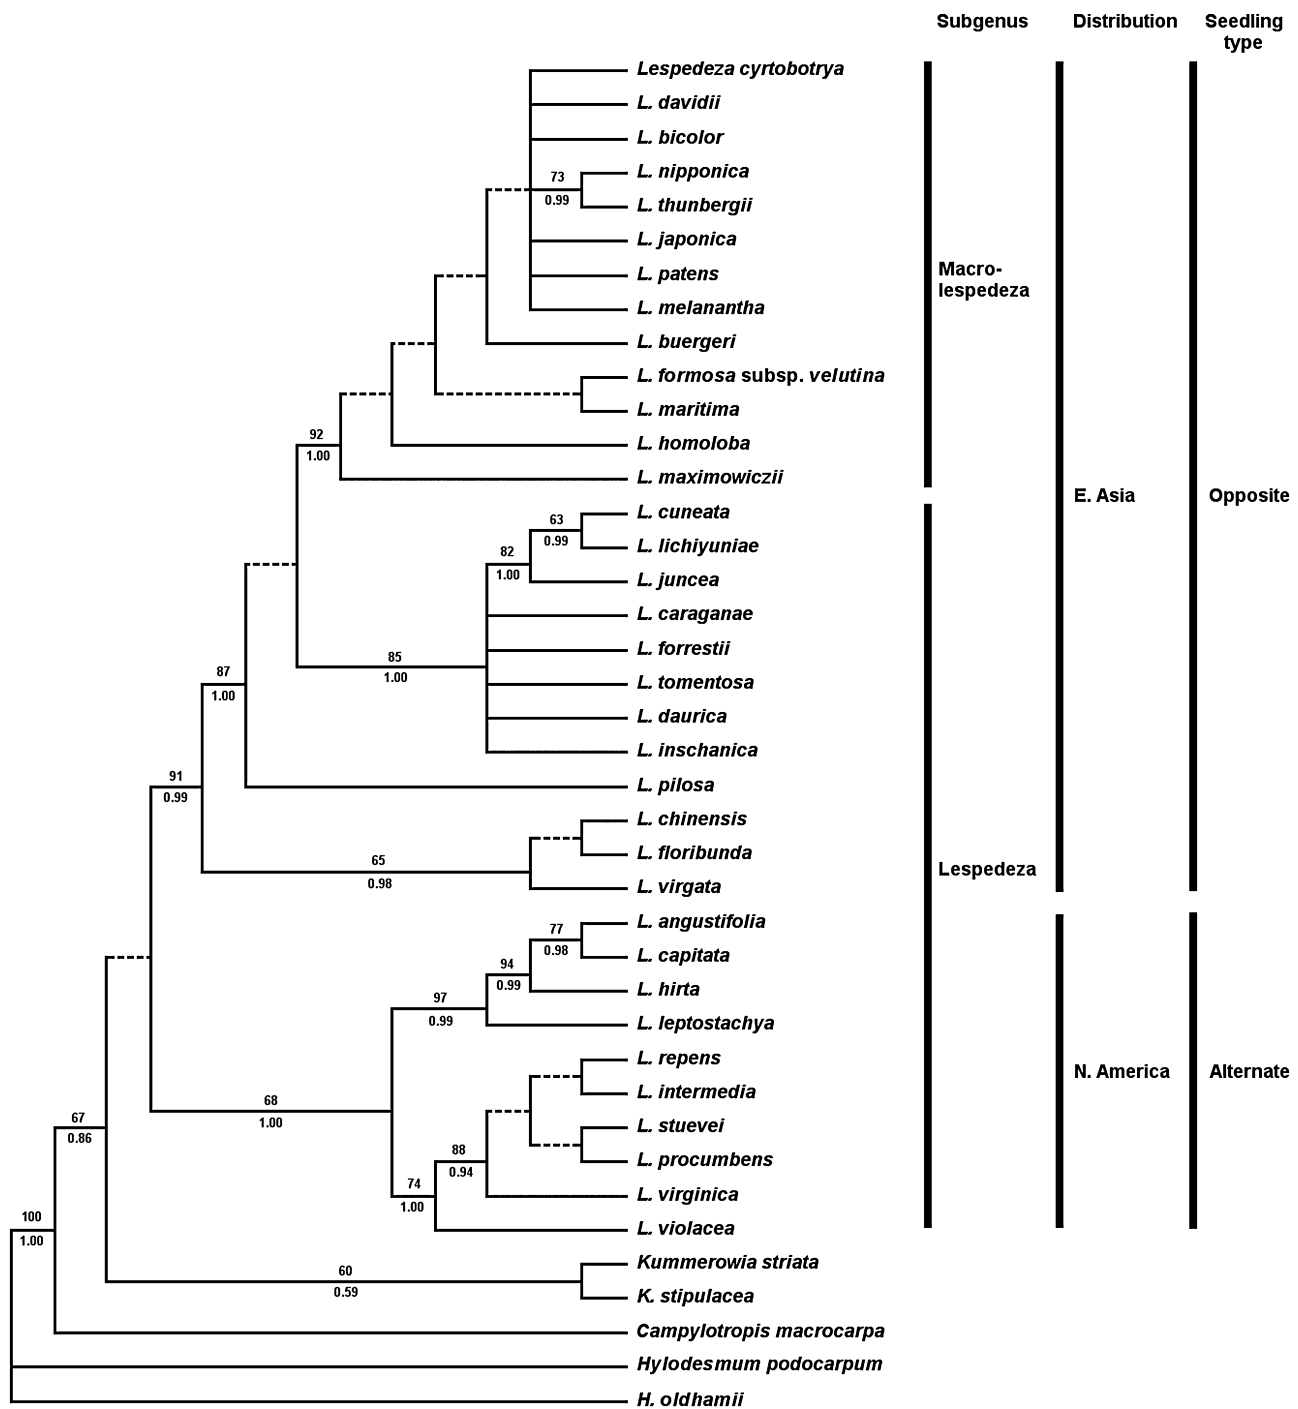 Subgenus Distribution Seedling
type
Lespedeza cyrtobotrya
L. davidii
L. bicolor
73
L. nipponica
0.99
L. thunbergii
L. japonica
L. patens
Macro-
lespedeza
L. melanantha
L. buergeri
L. formosa subsp. velutina
L. maritima
92
L. homoloba
1.00
L. maximowiczii
E. Asia Opposite
L. cuneata
63
0.99
L. lichiyuniae
82
1.00
L. juncea
L. caraganae
L. forrestii
85
1.00
L. tomentosa
87
1.00
L. daurica
L. inschanica
91
0.99
L. pilosa
L. chinensis
L. floribunda
65
0.98
Lespedeza
L. virgata
L. angustifolia
77
0.98
L. capitata
94
0.99
L. hirta
97
0.99
L. leptostachya
L. repens
N. America Alternate
L. intermedia
68
1.00
L. stuevei
67
0.86
L. procumbens
88
0.94
L. virginica
74
1.00
L. violacea
100
1.00
Kummerowia striata
60
0.59
K. stipulacea
Campylotropis macrocarpa
Hylodesmum podocarpum
H. oldhamii